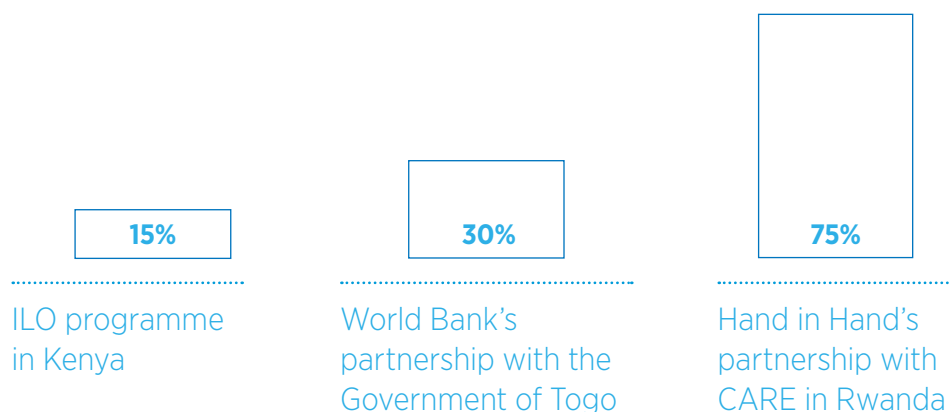 15%
30%
75%
ILO programme
in Kenya
World Bank's
partnership with the
Government of Togo
Hand in Hand's
partnership with
CARE in Rwanda